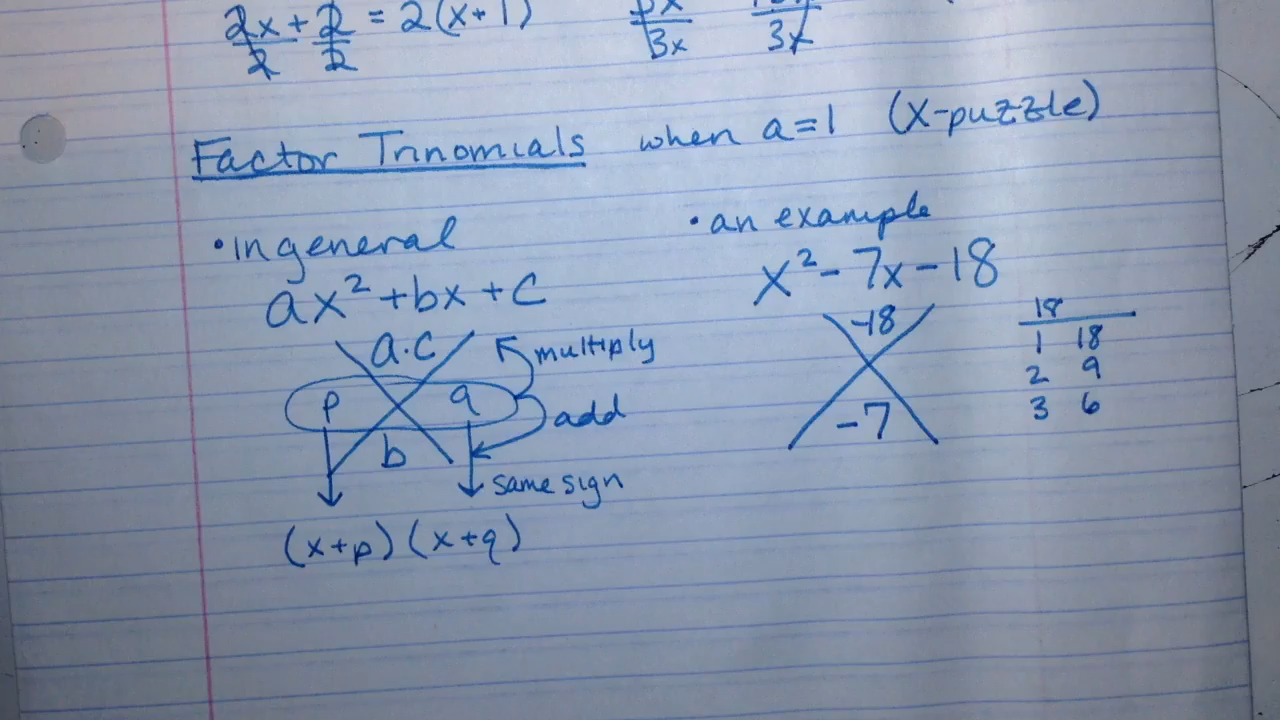 2x + 2 = 2(x+1)
2 2
3x 3x
Factor Trinomials when a=1 (X-puzzle)
• in general
ax² + bx + c
a·c
multiply
p q
add
b
same sign
(x+p)(x+q)
• an example
x² - 7x - 18
-18
-7
18
1 18
2 9
3 6